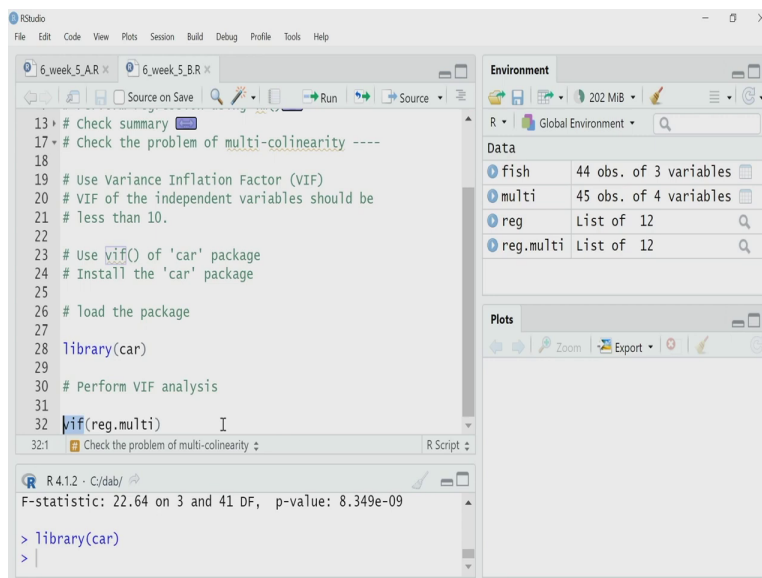 RStudio
File Edit Code View Plots Session Build Debug Profile Tools Help
6_week_5_A.R × 6_week_5_B.R ×
Source on Save Run Source
13 # Check summary
17 # Check the problem of multi-colinearity ----
18
19 # Use Variance Inflation Factor (VIF)
20 # VIF of the independent variables should be
21 # less than 10.
22
23 # Use vif() of 'car' package
24 # Install the 'car' package
25
26 # load the package
27
28 library(car)
29
30 # Perform VIF analysis
31
32 vif(reg.multi)
32:1 # Check the problem of multi-colinearity R Script
R 4.1.2 · C:/dab/
F-statistic: 22.64 on 3 and 41 DF, p-value: 8.349e-09
> library(car)
>
Environment
202 MiB
R Global Environment
Data
fish 44 obs. of 3 variables
multi 45 obs. of 4 variables
reg List of 12
reg.multi List of 12
Plots
Zoom Export